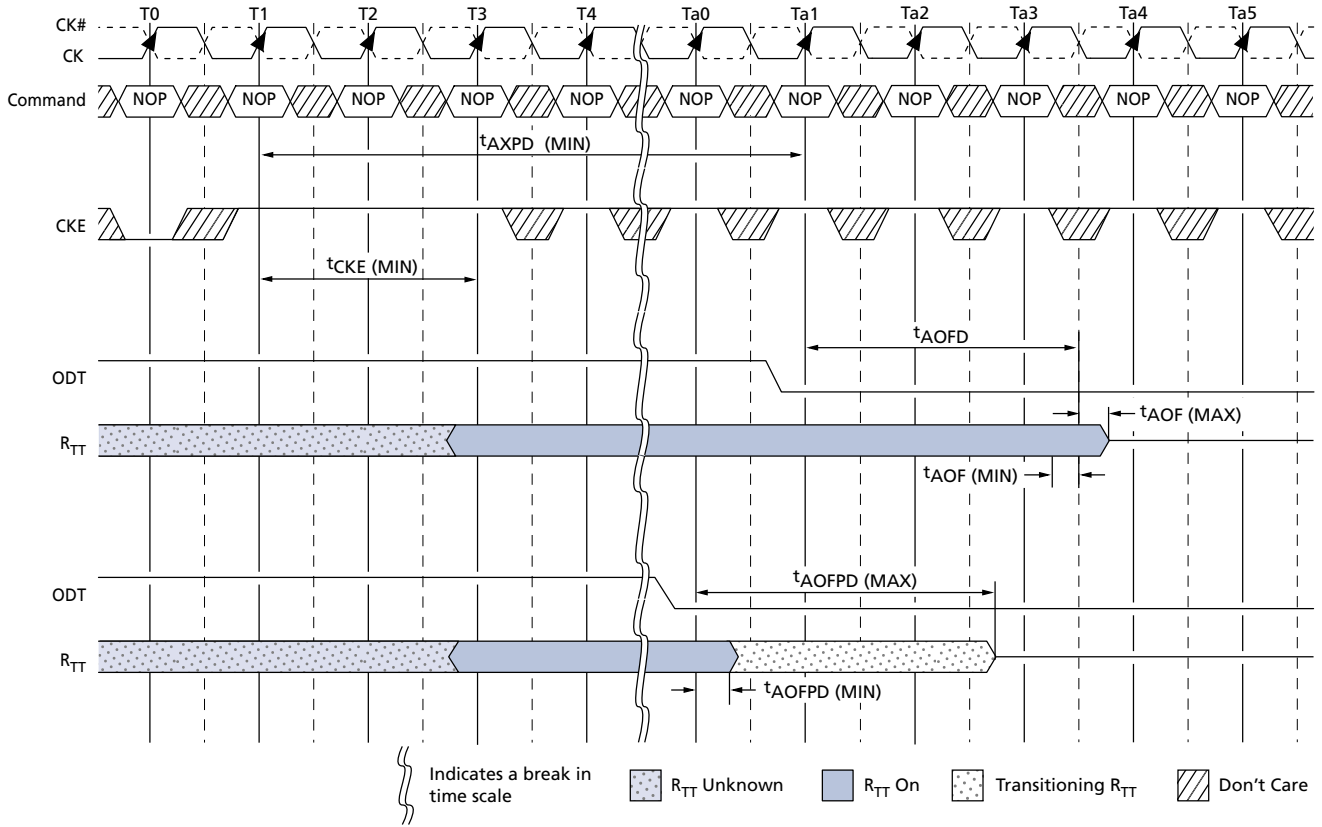 T0 T1 T2 T3 T4 Ta0 Ta1 Ta2 Ta3 Ta4 Ta5
CK#
CK
Command NOP NOP NOP NOP NOP NOP NOP NOP NOP NOP NOP
tAXPD (MIN)
CKE
tCKE (MIN)
tAOFD
ODT
tAOF (MAX)
RTT
tAOF (MIN)
tAOFPD (MAX)
ODT
RTT
tAOFPD (MIN)
Indicates a break in
time scale
RTT Unknown
RTT On
Transitioning RTT
Don't Care